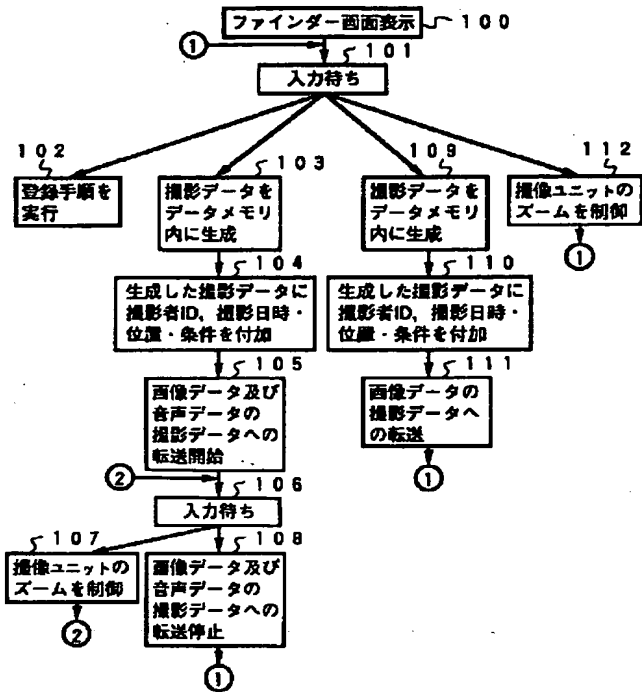 ファインダー画面表示
100
①
101
入力待ち
102
登録手順を
実行
103
撮影データを
データメモリ
内に生成
109
撮影データを
データメモリ
内に生成
112
撮像ユニットの
ズームを制御
①
104
生成した撮影データに
撮影者ID，撮影日時・
位置・条件を付加
110
生成した撮影データに
撮影者ID，撮影日時・
位置・条件を付加
105
画像データ及び
音声データの
撮影データへの
転送開始
111
画像データの
撮影データへ
の転送
①
②
106
入力待ち
107
撮像ユニットの
ズームを制御
②
108
画像データ及び
音声データの
撮影データへの
転送停止
①